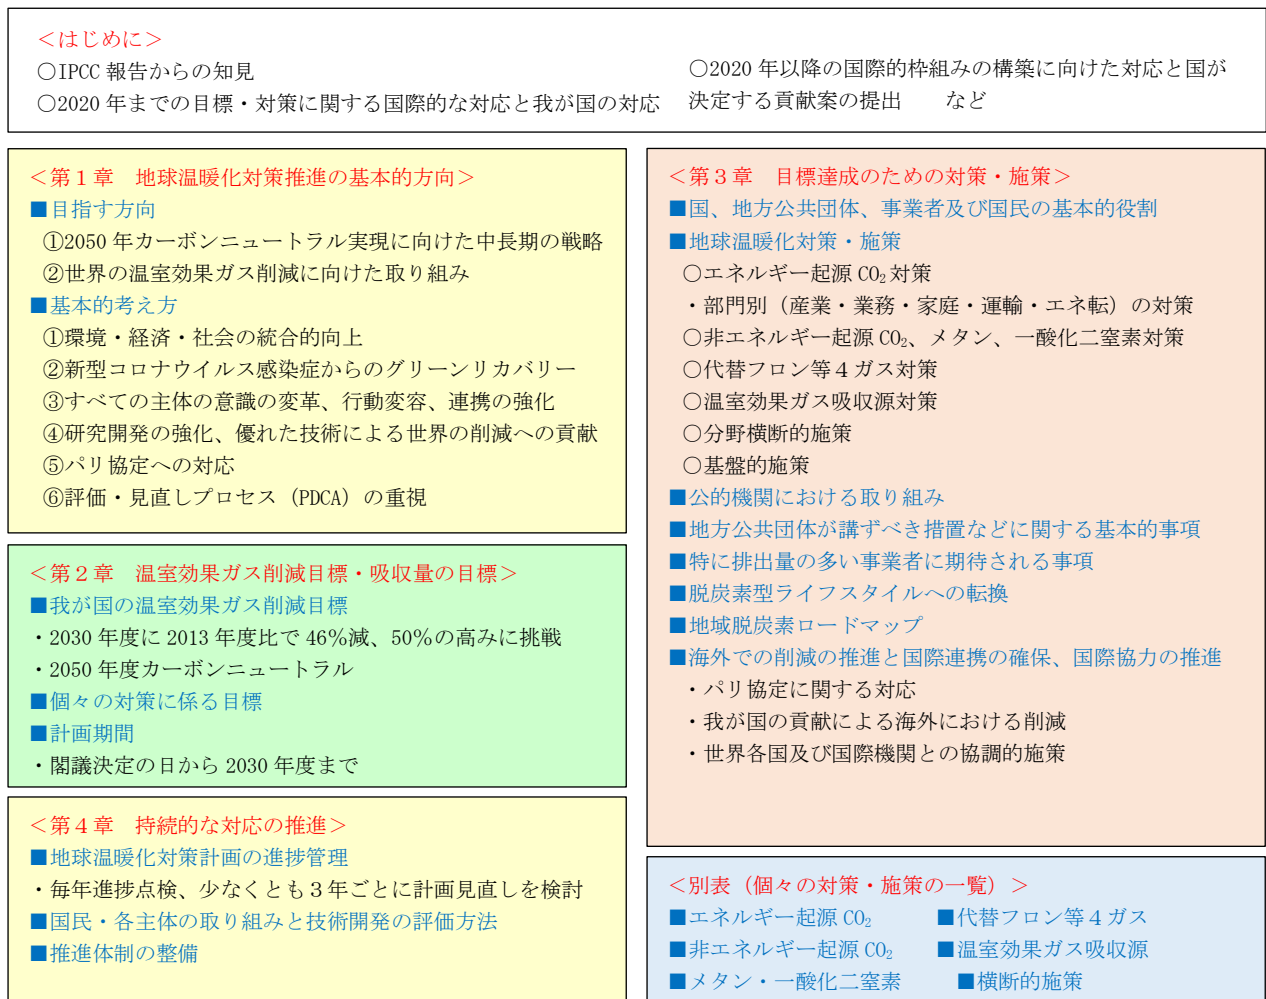 ＜はじめに＞
○IPCC 報告からの知見
○2020 年までの目標・対策に関する国際的な対応と我が国の対応
○2020 年以降の国際的枠組みの構築に向けた対応と国が
決定する貢献案の提出　　など
＜第１章　地球温暖化対策推進の基本的方向＞
■目指す方向
①2050 年カーボンニュートラル実現に向けた中長期の戦略
②世界の温室効果ガス削減に向けた取り組み
■基本的考え方
①環境・経済・社会の統合的向上
②新型コロナウイルス感染症からのグリーンリカバリー
③すべての主体の意識の変革、行動変容、連携の強化
④研究開発の強化、優れた技術による世界の削減への貢献
⑤パリ協定への対応
⑥評価・見直しプロセス（PDCA）の重視
＜第２章　温室効果ガス削減目標・吸収量の目標＞
■我が国の温室効果ガス削減目標
・2030 年度に 2013 年度比で 46％減、50％の高みに挑戦
・2050 年度カーボンニュートラル
■個々の対策に係る目標
■計画期間
・閣議決定の日から 2030 年度まで
＜第３章　目標達成のための対策・施策＞
■国、地方公共団体、事業者及び国民の基本的役割
■地球温暖化対策・施策
○エネルギー起源 CO₂ 対策
・部門別（産業・業務・家庭・運輸・エネ転）の対策
○非エネルギー起源 CO₂、メタン、一酸化二窒素対策
○代替フロン等４ガス対策
○温室効果ガス吸収源対策
○分野横断的施策
○基盤的施策
■公的機関における取り組み
■地方公共団体が講ずべき措置などに関する基本的事項
■特に排出量の多い事業者に期待される事項
■脱炭素型ライフスタイルへの転換
■地域脱炭素ロードマップ
■海外での削減の推進と国際連携の確保、国際協力の推進
・パリ協定に関する対応
・我が国の貢献による海外における削減
・世界各国及び国際機関との協調的施策
＜第４章　持続的な対応の推進＞
■地球温暖化対策計画の進捗管理
・毎年進捗点検、少なくとも３年ごとに計画見直しを検討
■国民・各主体の取り組みと技術開発の評価方法
■推進体制の整備
＜別表（個々の対策・施策の一覧）＞
■エネルギー起源 CO₂　　■代替フロン等４ガス
■非エネルギー起源 CO₂　　■温室効果ガス吸収源
■メタン・一酸化二窒素　　■横断的施策